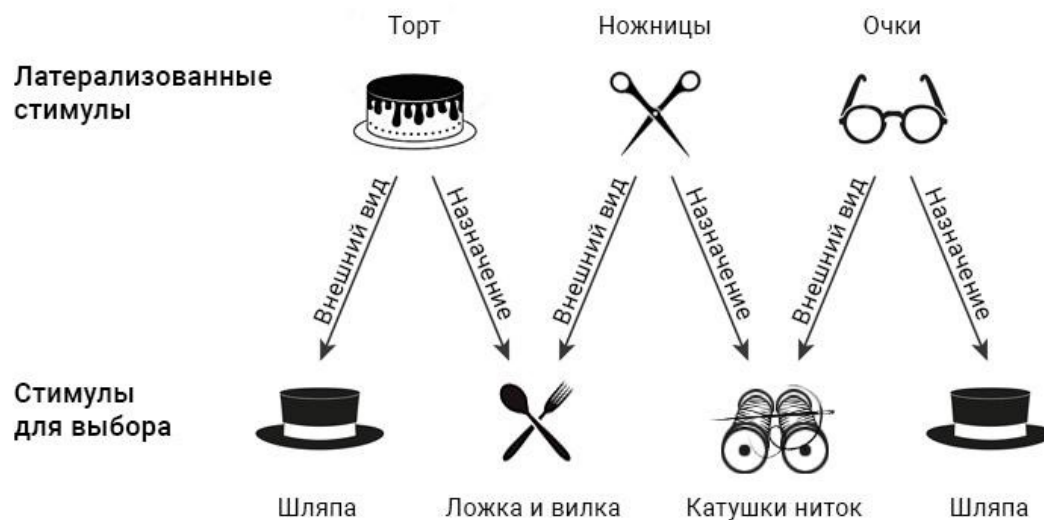 Торт
Ножницы
Очки
Латерализованные
стимулы
Внешний вид
Назначение
Внешний вид
Назначение
Внешний вид
Назначение
Стимулы
для выбора
Шляпа
Ложка и вилка
Катушки ниток
Шляпа